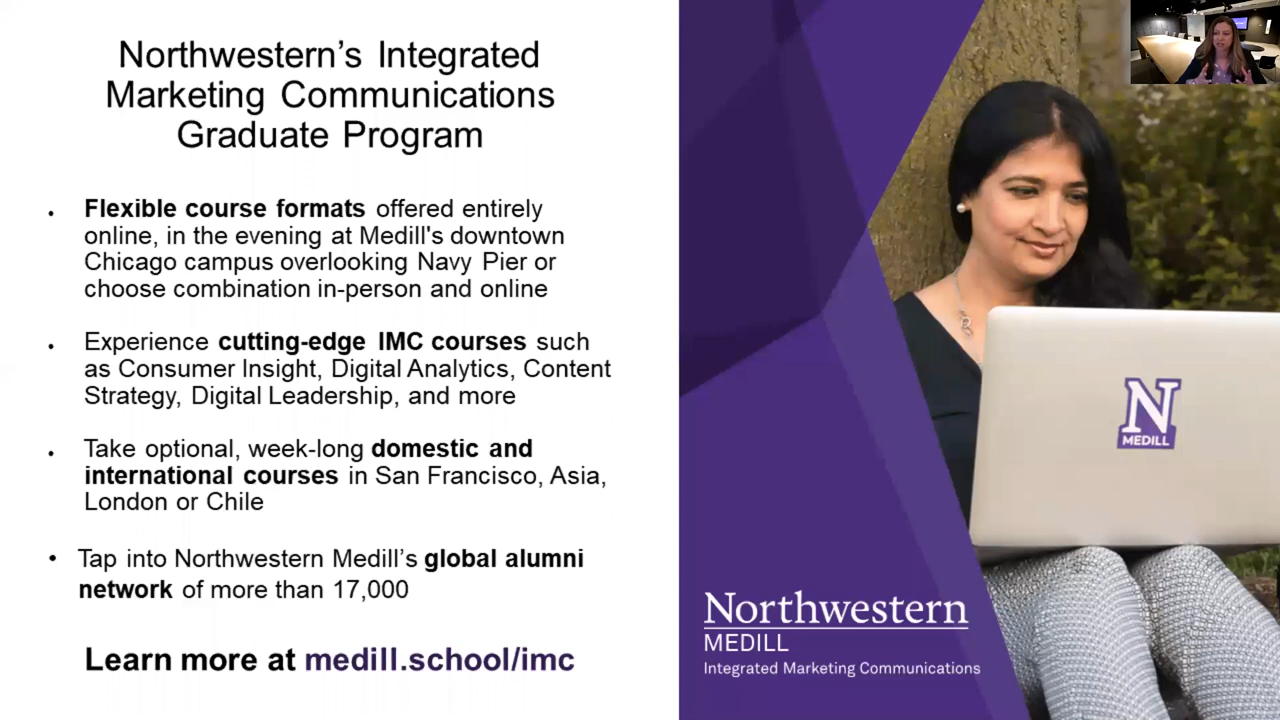 Northwestern’s Integrated
Marketing Communications
Graduate Program
• Flexible course formats offered entirely
online, in the evening at Medill's downtown
Chicago campus overlooking Navy Pier or
choose combination in-person and online
• Experience cutting-edge IMC courses such
as Consumer Insight, Digital Analytics, Content
Strategy, Digital Leadership, and more
• Take optional, week-long domestic and
international courses in San Francisco, Asia,
London or Chile
• Tap into Northwestern Medill’s global alumni
network of more than 17,000
Learn more at medill.school/imc
N
MEDILL
Northwestern
MEDILL
Integrated Marketing Communications